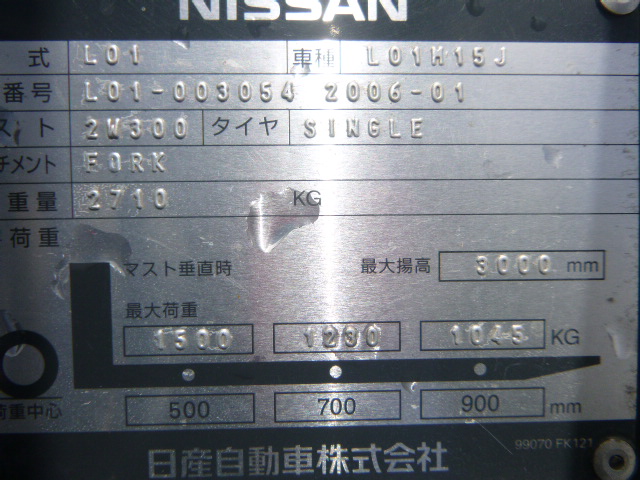 NISSAN
式 L01 車種 L01M15J
番号 L01-003054 2006-01
スト 2W300 タイヤ SINGLE
チメント FORK
重量 2710 KG
荷重
マスト垂直時 最大揚高 3000 mm
最大荷重
1500 1230 1045 KG
荷重中心 500 700 900 mm
99070 FK121
日産自動車株式会社